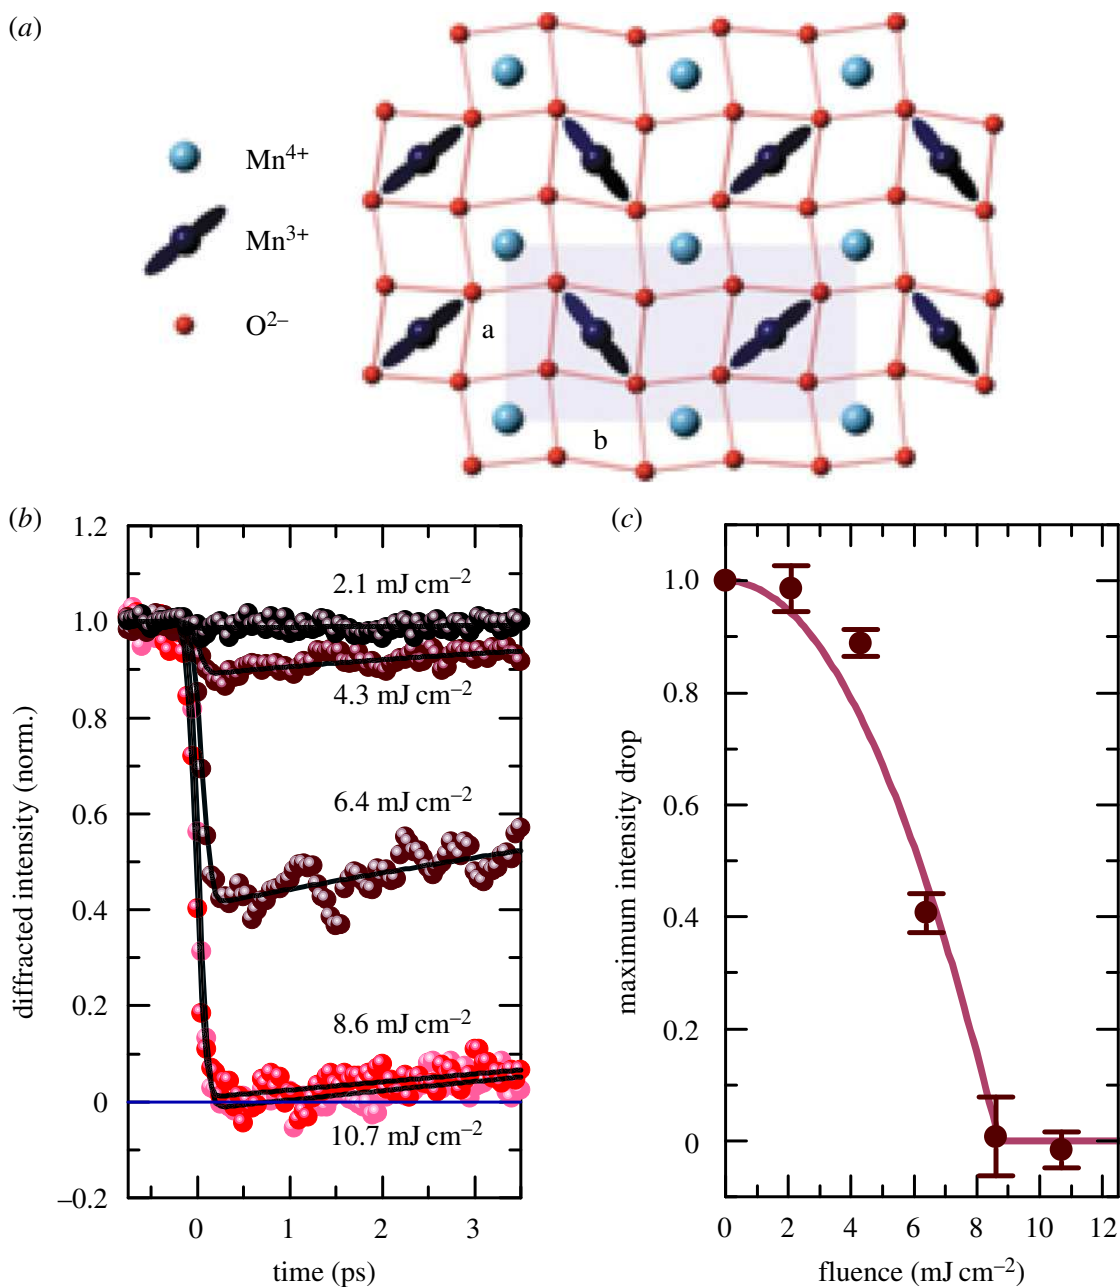 (a)
Mn⁴⁺
Mn³⁺
O²⁻
a
b
(b)
1.2
1.0
0.8
0.6
0.4
0.2
0
–0.2
diffracted intensity (norm.)
2.1 mJ cm⁻²
4.3 mJ cm⁻²
6.4 mJ cm⁻²
8.6 mJ cm⁻²
10.7 mJ cm⁻²
0 1 2 3
time (ps)
(c)
1.0
0.8
0.6
0.4
0.2
0
maximum intensity drop
0 2 4 6 8 10 12
fluence (mJ cm⁻²)